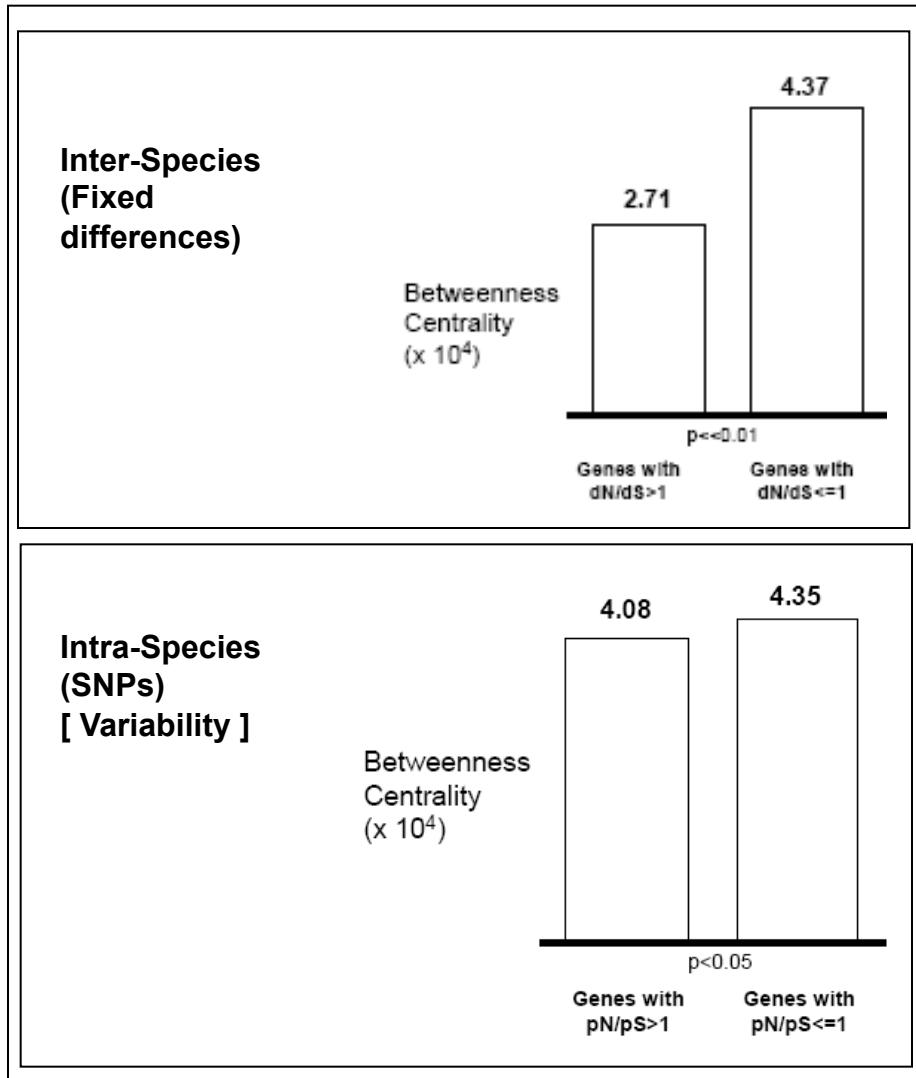 Inter-Species
(Fixed
differences)
4.37
2.71
Betweenness
Centrality
(x 10⁴)
p<<0.01
Genes with
dN/dS>1
Genes with
dN/dS<=1
Intra-Species
(SNPs)
[ Variability ]
4.08
4.35
Betweenness
Centrality
(x 10⁴)
p<0.05
Genes with
pN/pS>1
Genes with
pN/pS<=1